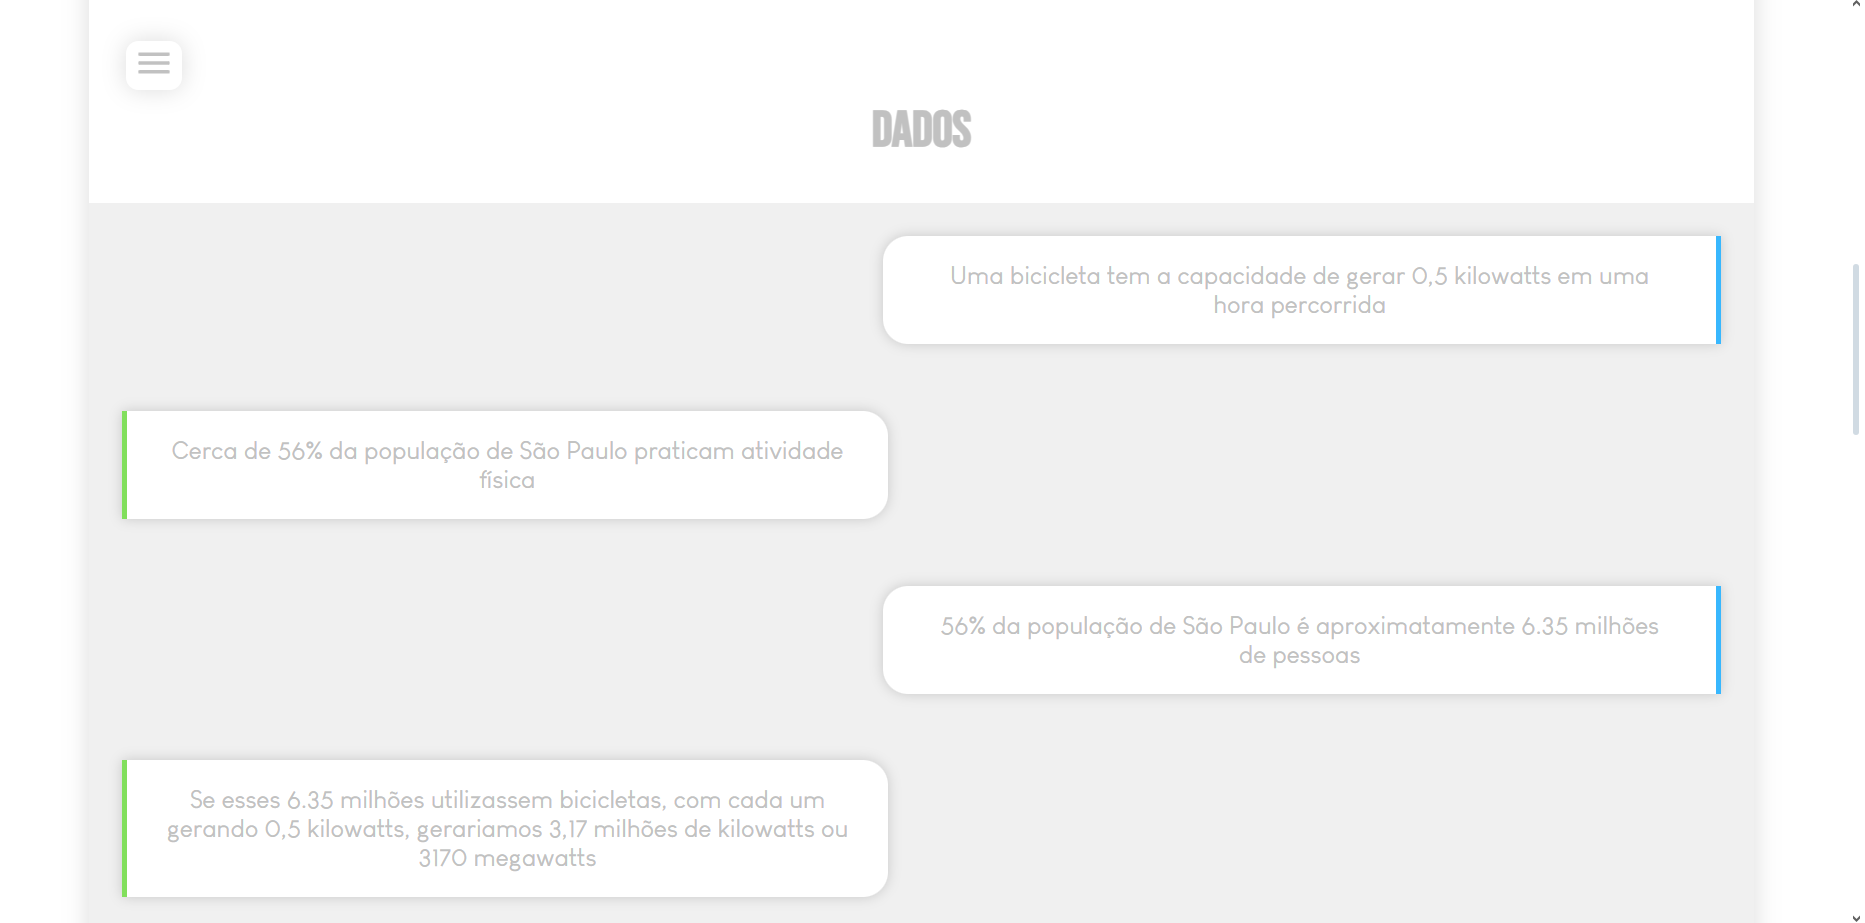 DADOS
Uma bicicleta tem a capacidade de gerar 0,5 kilowatts em uma
hora percorrida
Cerca de 56% da população de São Paulo praticam atividade
física
56% da população de São Paulo é aproximatamente 6.35 milhões
de pessoas
Se esses 6.35 milhões utilizassem bicicletas, com cada um
gerando 0,5 kilowatts, gerariamos 3,17 milhões de kilowatts ou
3170 megawatts